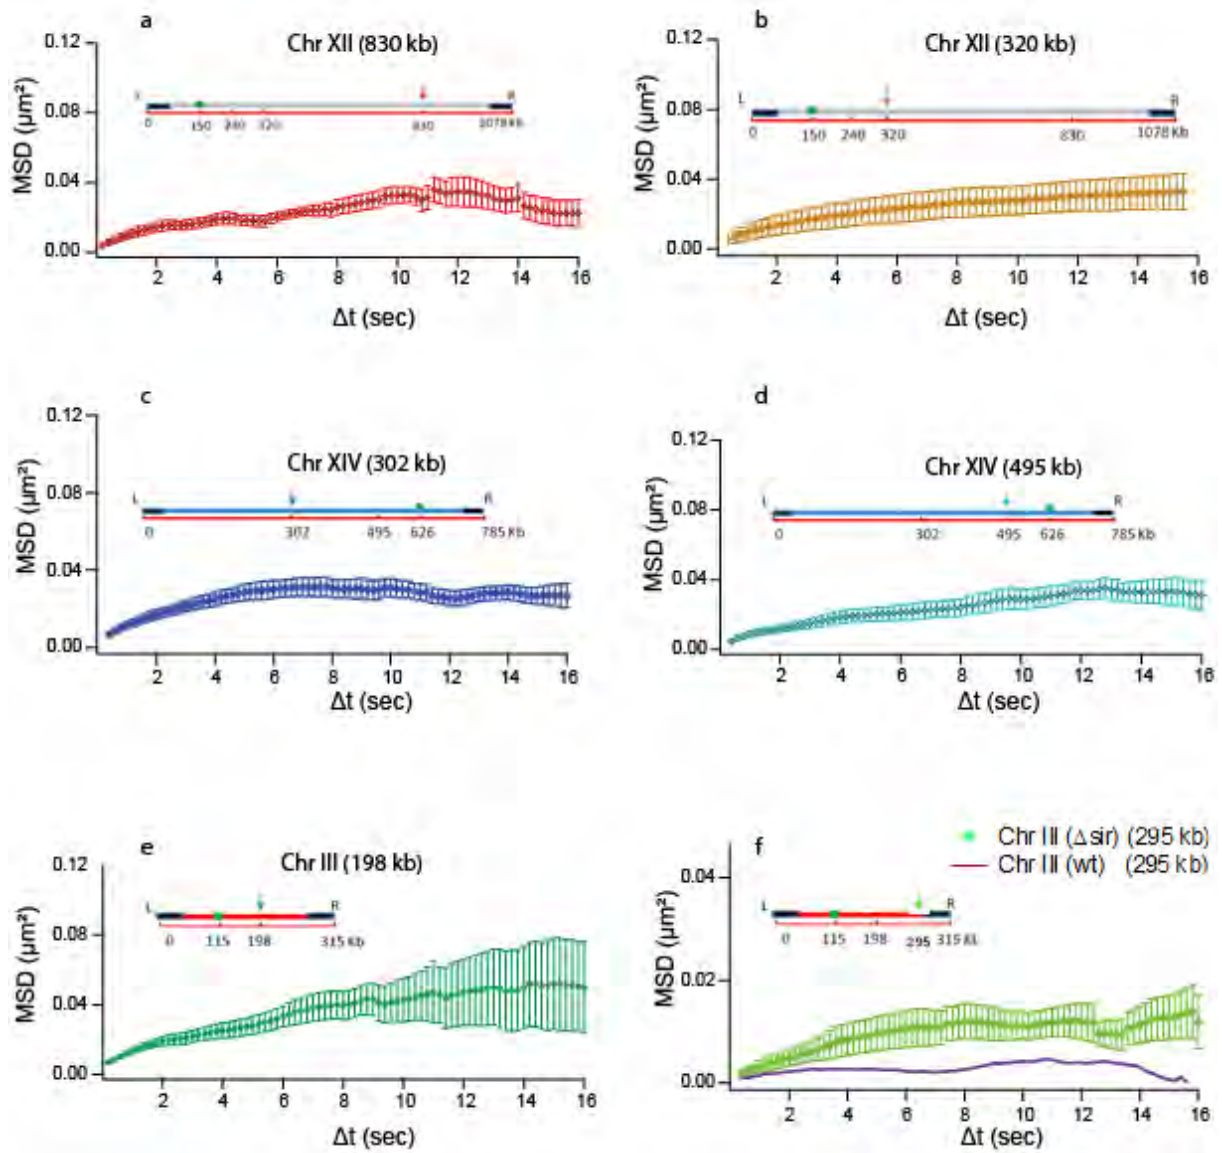 a
Chr XII (830 kb)
0.12
0.08
0.04
0.00
MSD (µm²)
L
R
0 150 240 320 830 1078 kb
2 4 6 8 10 12 14 16
Δt (sec)
b
Chr XII (320 kb)
0.12
0.08
0.04
0.00
MSD (µm²)
L
R
0 150 240 320 830 1078 Kb
2 4 6 8 10 12 14 16
Δt (sec)
c
Chr XIV (302 kb)
0.12
0.08
0.04
0.00
MSD (µm²)
L
R
0 302 495 626 785 Kb
2 4 6 8 10 12 14 16
Δt (sec)
d
Chr XIV (495 kb)
0.12
0.08
0.04
0.00
MSD (µm²)
L
R
0 302 495 626 785 Kb
2 4 6 8 10 12 14 16
Δt (sec)
e
Chr III (198 kb)
0.12
0.08
0.04
0.00
MSD (µm²)
L
R
0 115 198 315 Kb
2 4 6 8 10 12 14 16
Δt (sec)
f
Chr III (Δsir) (295 kb)
Chr III (wt) (295 kb)
0.04
0.02
0.00
MSD (µm²)
L
R
0 115 198 295 315
2 4 6 8 10 12 14 16
Δt (sec)